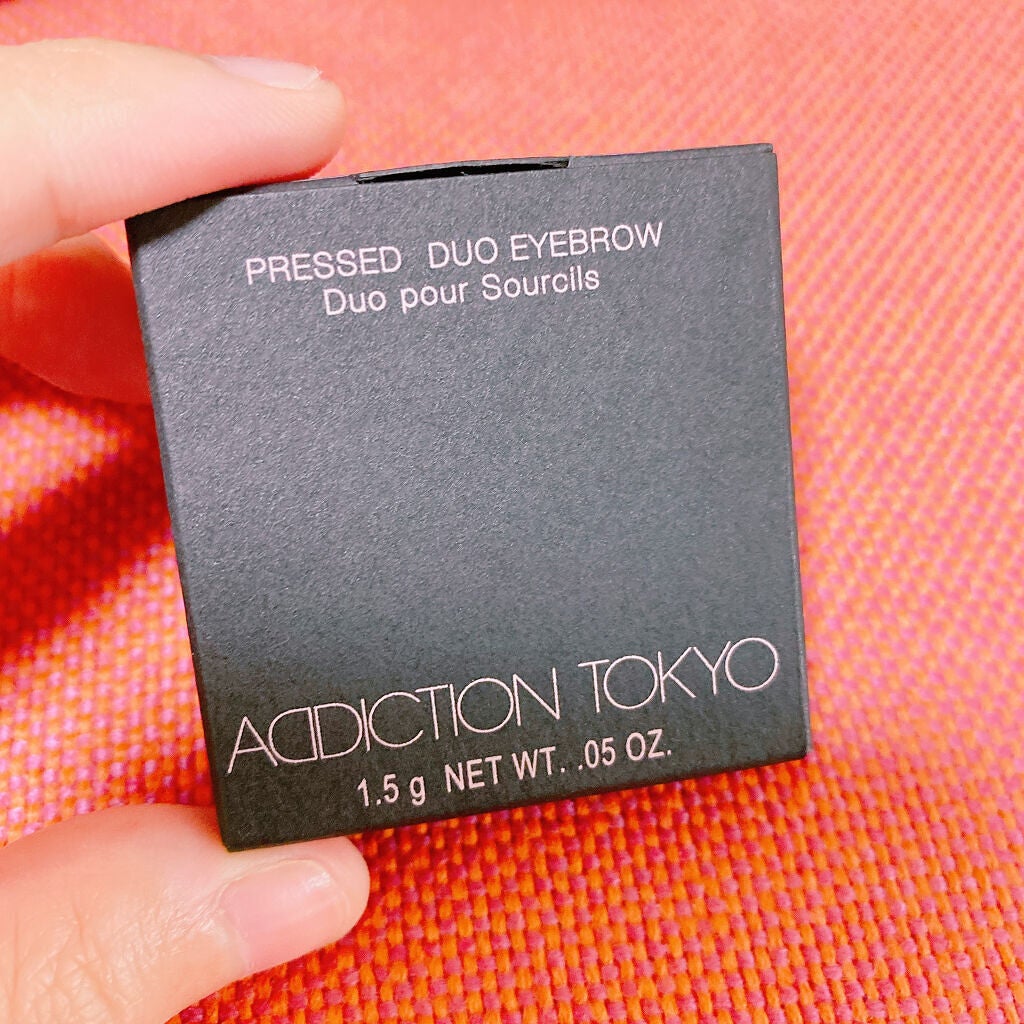 PRESSED DUO EYEBROW
Duo pour Sourcils
ADDICTION TOKYO
1.5 g NET WT. .05 OZ.